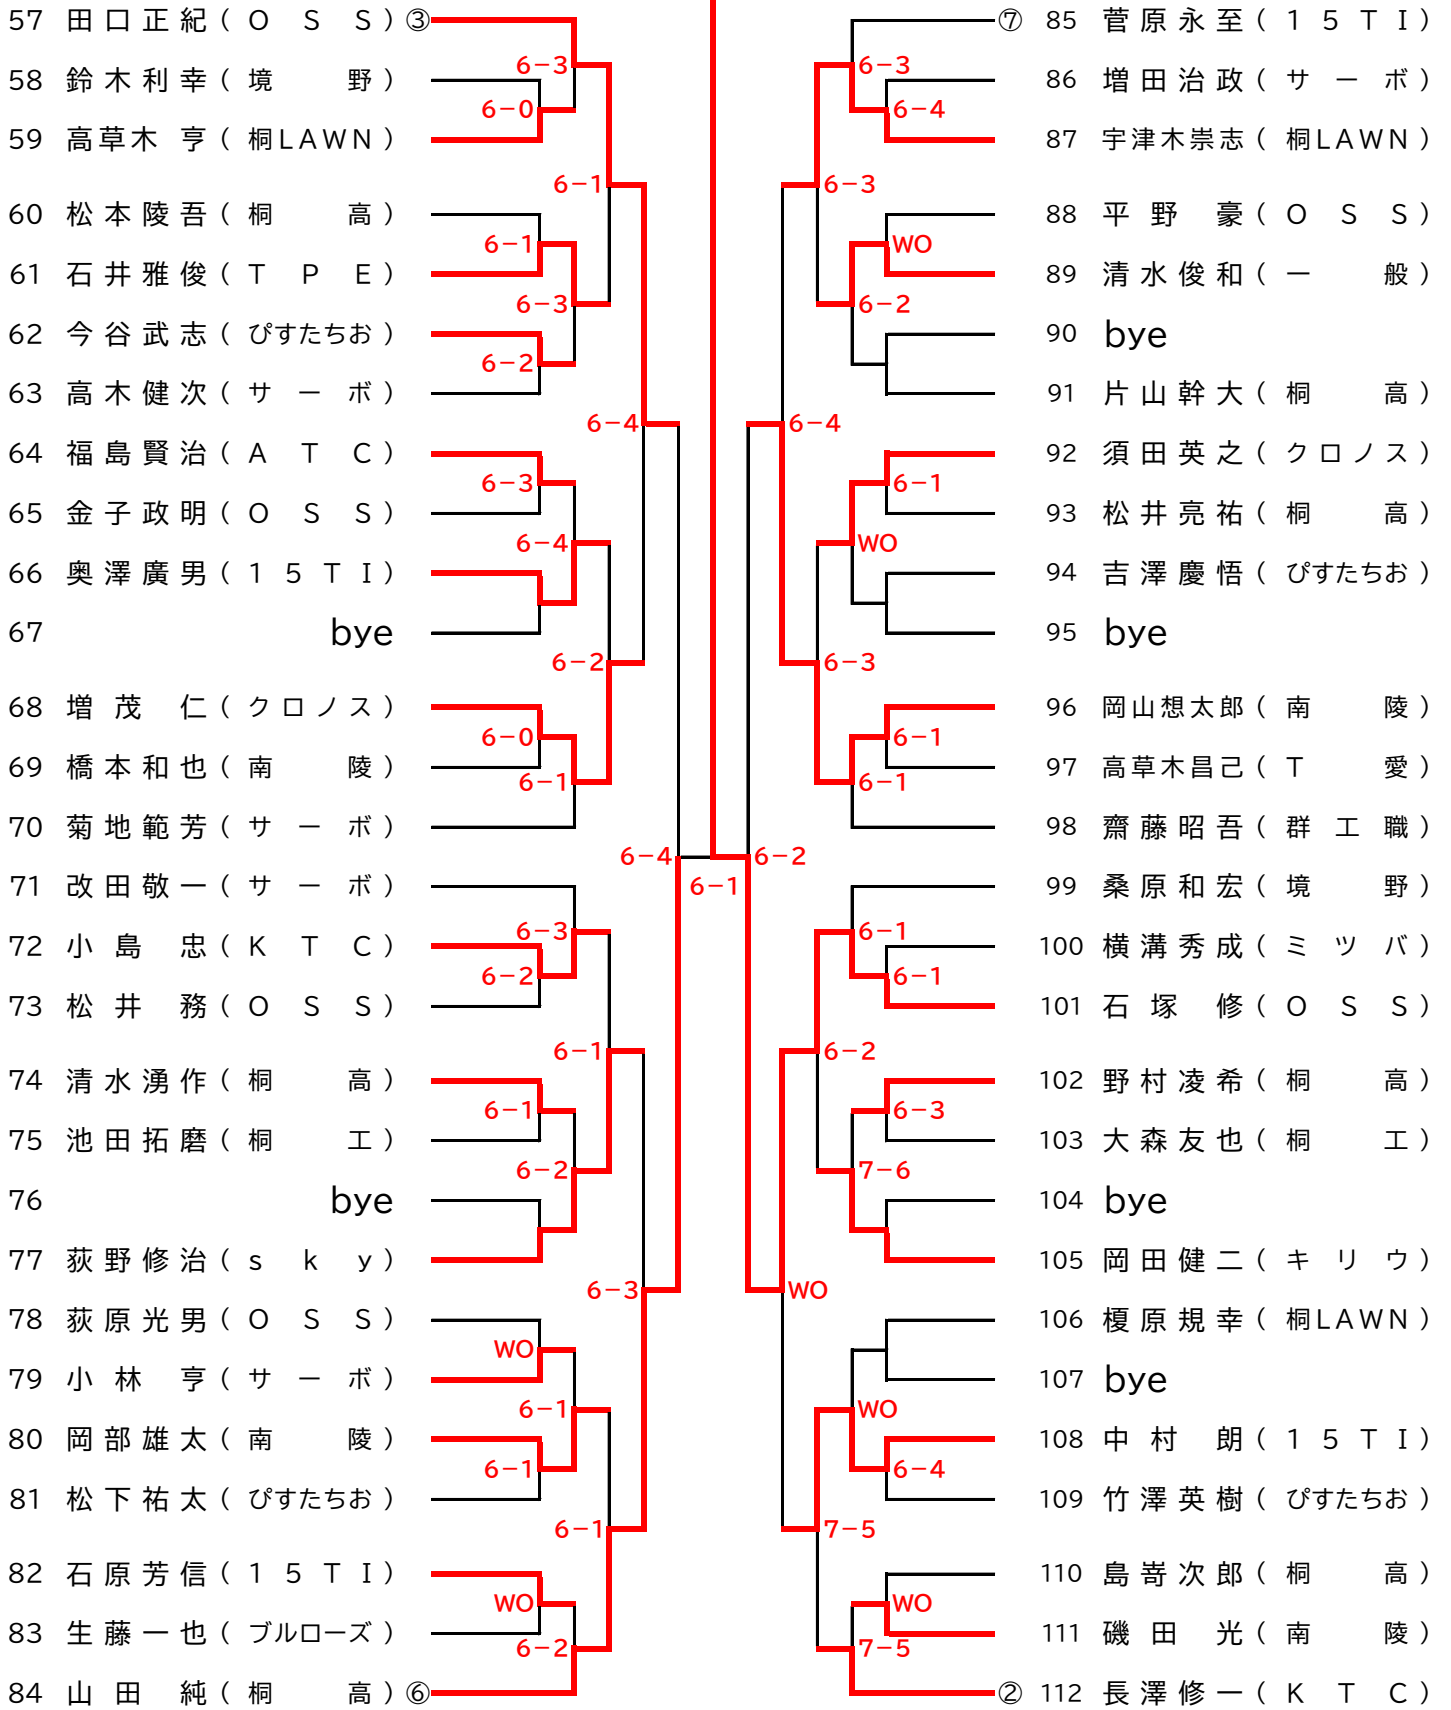 57 田口正紀 ( O S S ) ③
6-3
58 鈴木利幸 ( 境 野 )
6-0
59 高草木 亨 ( 桐LAWN )
6-1
60 松本陵吾 ( 桐 高 )
6-1
61 石井雅俊 ( T P E )
6-3
62 今谷武志 ( ぴすたちお )
6-2
63 高木健次 ( サーボ )
6-4
64 福島賢治 ( A T C )
6-3
65 金子政明 ( O S S )
6-4
66 奥澤廣男 ( 1 5 T I )
67 bye
6-2
68 増茂 仁 ( クロノス )
6-0
69 橋本和也 ( 南 陵 )
6-1
70 菊地範芳 ( サーボ )
6-4
71 改田敬一 ( サーボ )
6-3
72 小島 忠 ( K T C )
6-2
73 松井 務 ( O S S )
6-1
74 清水湧作 ( 桐 高 )
6-1
75 池田拓磨 ( 桐 工 )
6-2
76 bye
77 荻野修治 ( s k y )
6-3
78 荻原光男 ( O S S )
WO
79 小林 亨 ( サーボ )
6-1
80 岡部雄太 ( 南 陵 )
6-1
81 松下祐太 ( ぴすたちお )
6-1
82 石原芳信 ( 1 5 T I )
WO
83 生藤一也 ( ブルローズ )
6-2
84 山田 純 ( 桐 高 ) ⑥
6-1
⑦ 85 菅原永至 ( 1 5 T I )
6-3
86 増田治政 ( サーボ )
6-4
87 宇津木崇志 ( 桐LAWN )
6-3
88 平野 豪 ( O S S )
WO
89 清水俊和 ( 一 般 )
6-2
90 bye
91 片山幹大 ( 桐 高 )
6-4
92 須田英之 ( クロノス )
6-1
93 松井亮祐 ( 桐 高 )
WO
94 吉澤慶悟 ( ぴすたちお )
95 bye
6-3
96 岡山想太郎 ( 南 陵 )
6-1
97 高草木昌己 ( T 愛 )
6-1
98 齋藤昭吾 ( 群工職 )
6-2
99 桑原和宏 ( 境 野 )
6-1
100 横溝秀成 ( ミツバ )
6-1
101 石塚 修 ( O S S )
6-2
102 野村凌希 ( 桐 高 )
6-3
103 大森友也 ( 桐 工 )
7-6
104 bye
105 岡田健二 ( キリウ )
WO
106 榎原規幸 ( 桐LAWN )
107 bye
WO
108 中村 朗 ( 1 5 T I )
6-4
109 竹澤英樹 ( ぴすたちお )
7-5
110 島嵜次郎 ( 桐 高 )
WO
111 磯田 光 ( 南 陵 )
7-5
② 112 長澤修一 ( K T C )